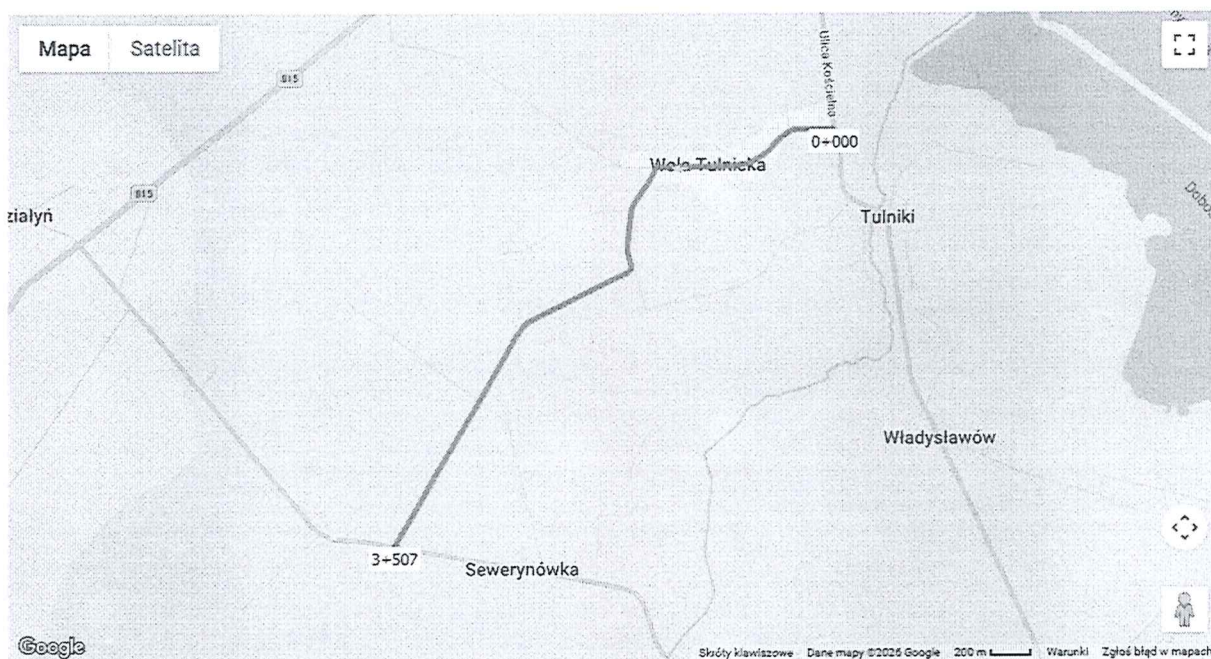 Mapa
Satelita
815
Ulica Kościelna
0+000
Wola Tulnicka
815
działyń
Tulniki
Władysławów
3+507
Sewerynówka
Google
Skróty klawiszowe Dane mapy ©2026 Google 200 m Warunki Zgłoś błąd w mapach